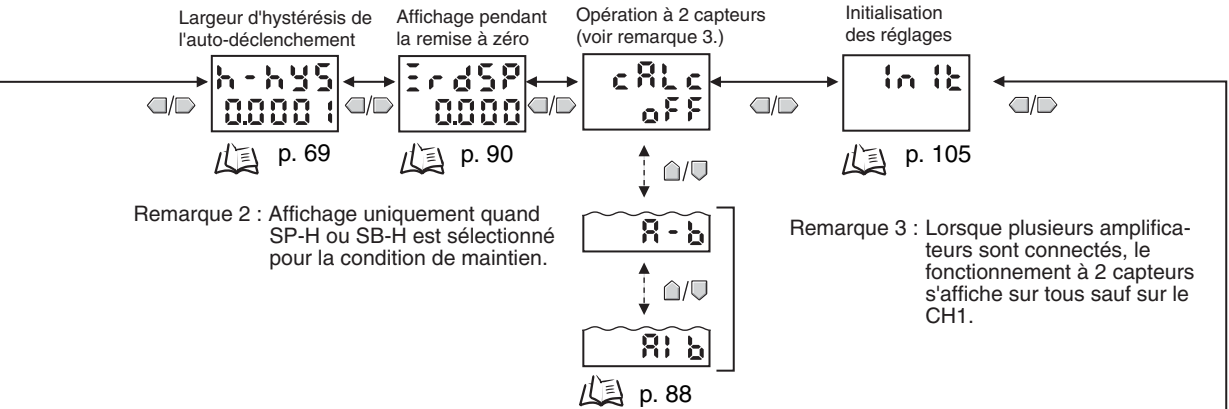 Largeur d'hystérésis de
l'auto-déclenchement
Affichage pendant
la remise à zéro
Opération à 2 capteurs
(voir remarque 3.)
Initialisation
des réglages
h-hYS
0.0001
ΞrdSP
0.000
cALc
oFF
InIt
/
/
/
/
/
p. 69
p. 90
p. 105
/
A-b
/
AI b
p. 88
Remarque 2 : Affichage uniquement quand
SP-H ou SB-H est sélectionné
pour la condition de maintien.
Remarque 3 : Lorsque plusieurs amplifica-
teurs sont connectés, le
fonctionnement à 2 capteurs
s'affiche sur tous sauf sur le
CH1.